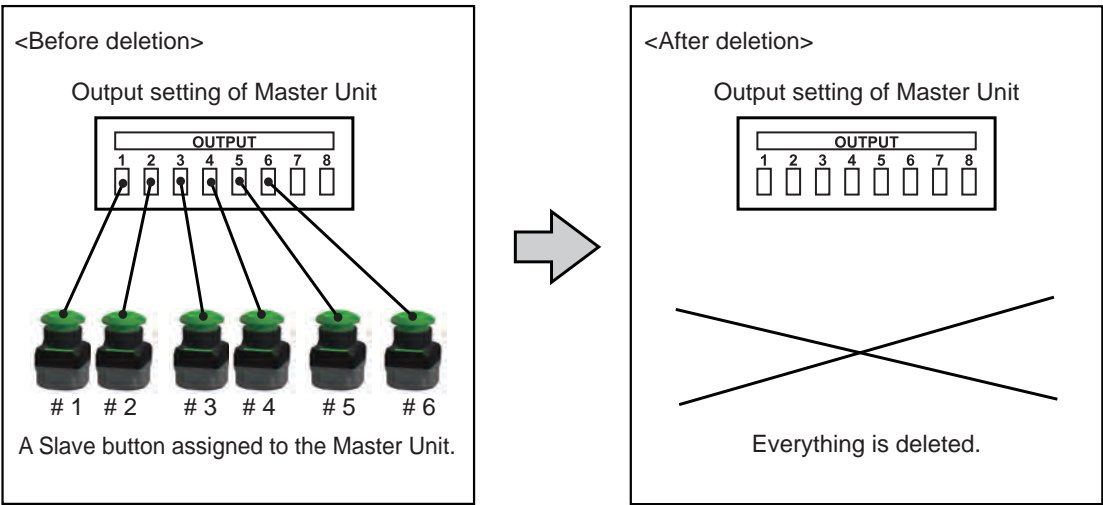 <Before deletion>
Output setting of Master Unit
OUTPUT
1 2 3 4 5 6 7 8
# 1 # 2 # 3 # 4 # 5 # 6
A Slave button assigned to the Master Unit.
<After deletion>
Output setting of Master Unit
OUTPUT
1 2 3 4 5 6 7 8
Everything is deleted.